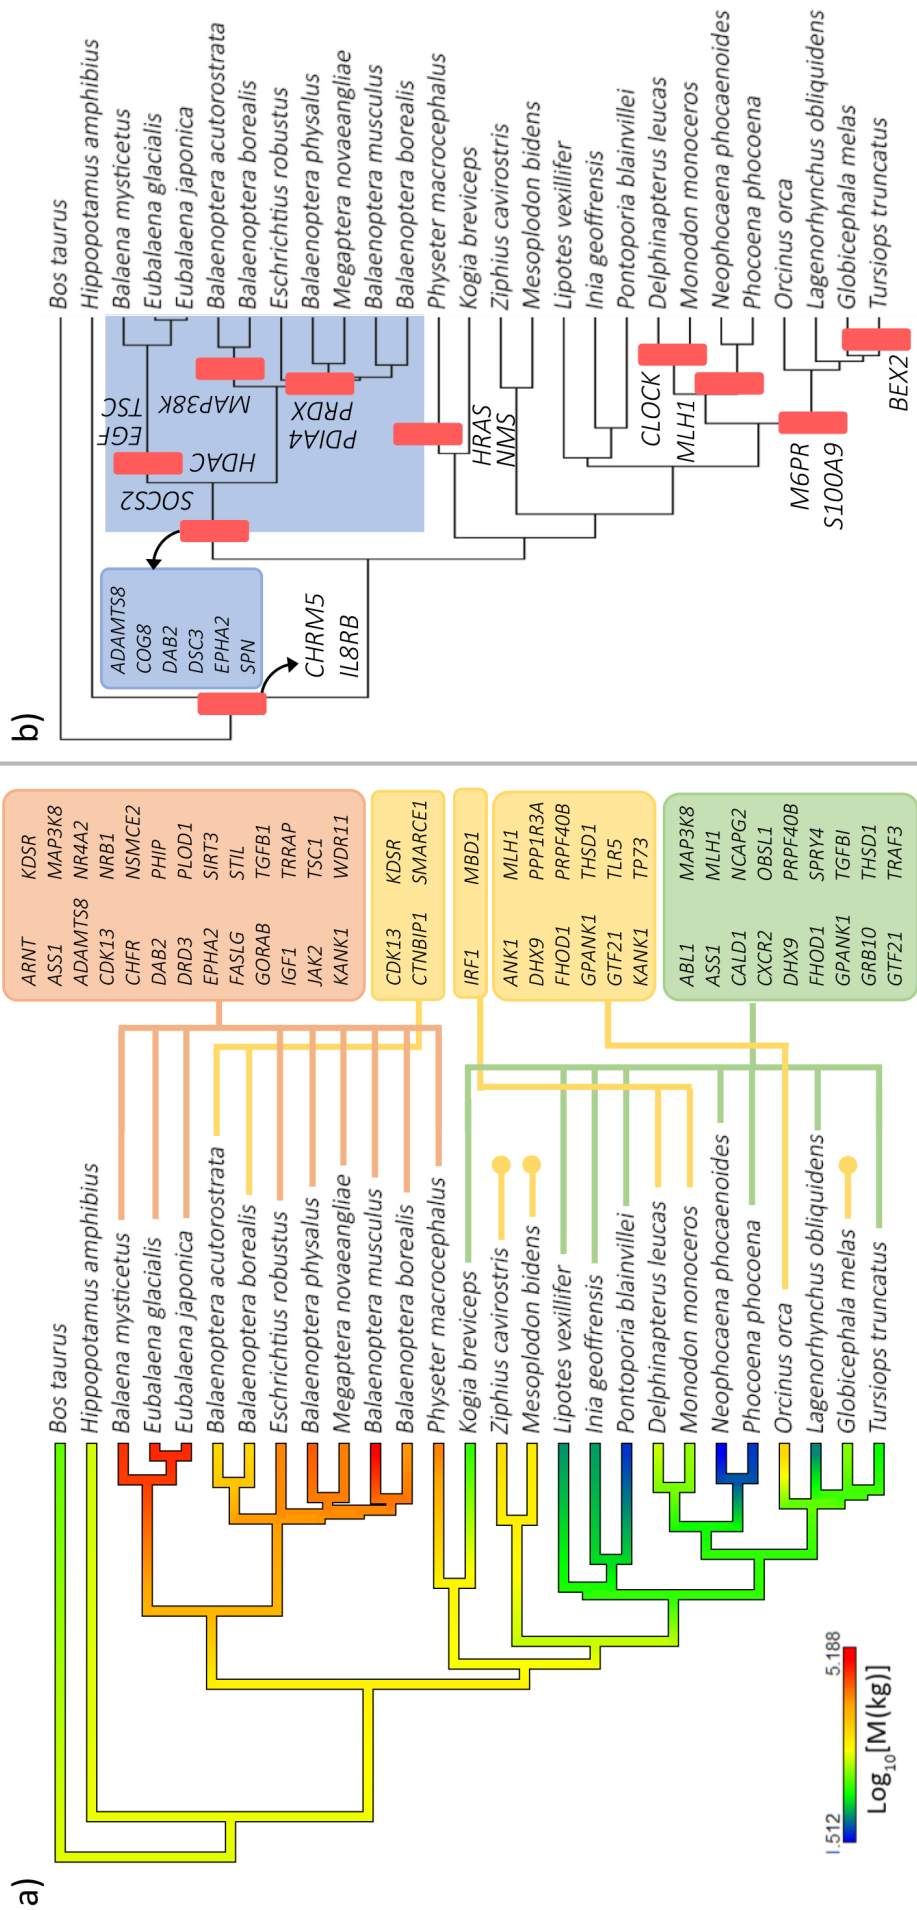 a)
Bos taurus
Hippopotamus amphibius
Balaena mysticetus
Eubalaena glacialis
Eubalaena japonica
Balaenoptera acutorostrata
Balaenoptera borealis
Eschrichtius robustus
Balaenoptera physalus
Megaptera novaeangliae
Balaenoptera musculus
Balaenoptera borealis
Physeter macrocephalus
Kogia breviceps
Ziphius cavirostris
Mesoplodon bidens
Lipotes vexillifer
Inia geoffrensis
Pontoporia blainvillei
Delphinapterus leucas
Monodon monoceros
Neophocaena phocaenoides
Phocoena phocoena
Orcinus orca
Lagenorhynchus obliquidens
Globicephala melas
Tursiops truncatus
ARNT KDSR
ASS1 MAP3K8
ADAMTS8 NR4A2
CDK13 NRB1
CHFR NSMCE2
DAB2 PHIP
DRD3 PLOD1
EPHA2 SIRT3
FASLG STIL
GORAB TGFB1
IGF1 TRRAP
JAK2 TSC1
KANK1 WDR11
CDK13 KDSR
CTNBIP1 SMARCE1
IRF1 MBD1
ANK1 MLH1
DHX9 PPP1R3A
FHOD1 PRPF40B
GPANK1 THSD1
GTF21 TLR5
KANK1 TP73
ABL1 MAP3K8
ASS1 MLH1
CALD1 NCAPG2
CXCR2 OBSL1
DHX9 PRPF40B
FHOD1 SPRY4
GPANK1 TGFBI
GRB10 THSD1
GTF21 TRAF3
1.512 5.188
Log10[M(kg)]
b)
Bos taurus
Hippopotamus amphibius
Balaena mysticetus
Eubalaena glacialis
Eubalaena japonica
Balaenoptera acutorostrata
Balaenoptera borealis
Eschrichtius robustus
Balaenoptera physalus
Megaptera novaeangliae
Balaenoptera musculus
Balaenoptera borealis
Physeter macrocephalus
Kogia breviceps
Ziphius cavirostris
Mesoplodon bidens
Lipotes vexillifer
Inia geoffrensis
Pontoporia blainvillei
Delphinapterus leucas
Monodon monoceros
Neophocaena phocaenoides
Phocoena phocoena
Orcinus orca
Lagenorhynchus obliquidens
Globicephala melas
Tursiops truncatus
ADAMTS8
COG8
DAB2
DSC3
EPHA2
SPN
CHRM5
IL8RB
SOCS2
HDAC
EGF
TSC
MAP38K
PDIA4
PRDX
HRAS
NMS
CLOCK
MLH1
M6PR
S100A9
BEX2